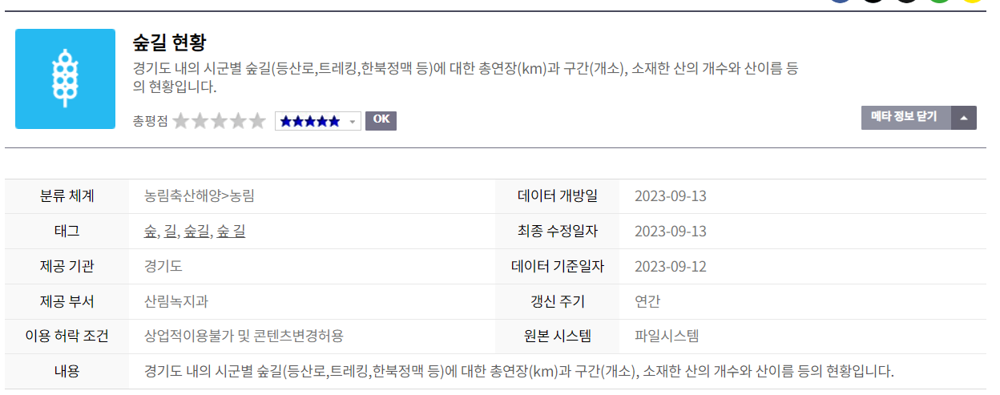 숲길 현황
경기도 내의 시군별 숲길(등산로,트레킹,한북정맥 등)에 대한 총연장(km)과 구간(개소), 소재한 산의 개수와 산이름 등
의 현황입니다.
총평점 ★★★★★ ★★★★★ OK
메타 정보 닫기
분류 체계 농림축산해양>농림 데이터 개방일 2023-09-13
태그 숲, 길, 숲길, 숲 길 최종 수정일자 2023-09-13
제공 기관 경기도 데이터 기준일자 2023-09-12
제공 부서 산림녹지과 갱신 주기 연간
이용 허락 조건 상업적이용불가 및 콘텐츠변경허용 원본 시스템 파일시스템
내용 경기도 내의 시군별 숲길(등산로,트레킹,한북정맥 등)에 대한 총연장(km)과 구간(개소), 소재한 산의 개수와 산이름 등의 현황입니다.